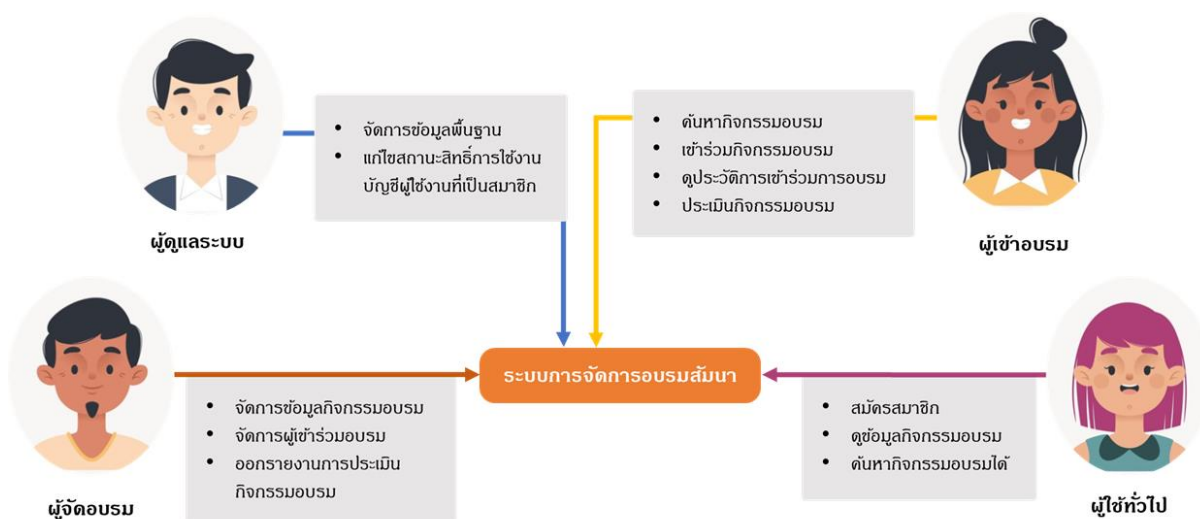 • จัดการข้อมูลพื้นฐาน
• แก้ไขสถานะสิทธิ์การใช้งาน
บัญชีผู้ใช้งานที่เป็นสมาชิก
ผู้ดูแลระบบ
• ค้นหากิจกรรมอบรม
• เข้าร่วมกิจกรรมอบรม
• ดูประวัติการเข้าร่วมการอบรม
• ประเมินกิจกรรมอบรม
ผู้เข้าอบรม
ระบบการจัดการอบรมสัมนา
• จัดการข้อมูลกิจกรรมอบรม
• จัดการผู้เข้าร่วมอบรม
• ออกรายงานการประเมิน
กิจกรรมอบรม
ผู้จัดอบรม
• สมัครสมาชิก
• ดูข้อมูลกิจกรรมอบรม
• ค้นหากิจกรรมอบรมได้
ผู้ใช้ทั่วไป